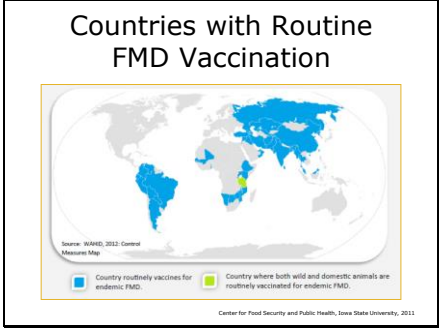 Countries with Routine
FMD Vaccination
Source: WAHID, 2012: Control
Measures Map
Country routinely vaccines for
endemic FMD.
Country where both wild and domestic animals are
routinely vaccinated for endemic FMD.
Center for Food Security and Public Health, Iowa State University, 2011